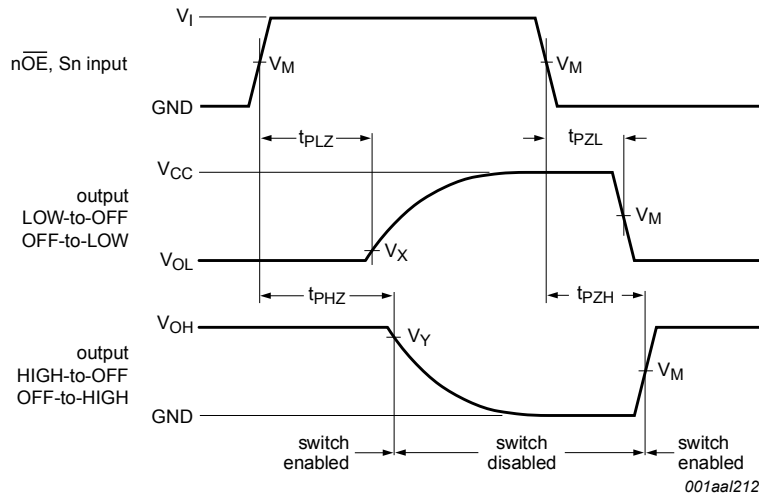 V_I
nOE, Sn input
V_M
V_M
GND
t_PLZ
t_PZL
V_CC
output
LOW-to-OFF
OFF-to-LOW
V_M
V_X
V_OL
t_PHZ
t_PZH
V_OH
V_Y
output
HIGH-to-OFF
OFF-to-HIGH
V_M
GND
switch
enabled
switch
disabled
switch
enabled
001aal212